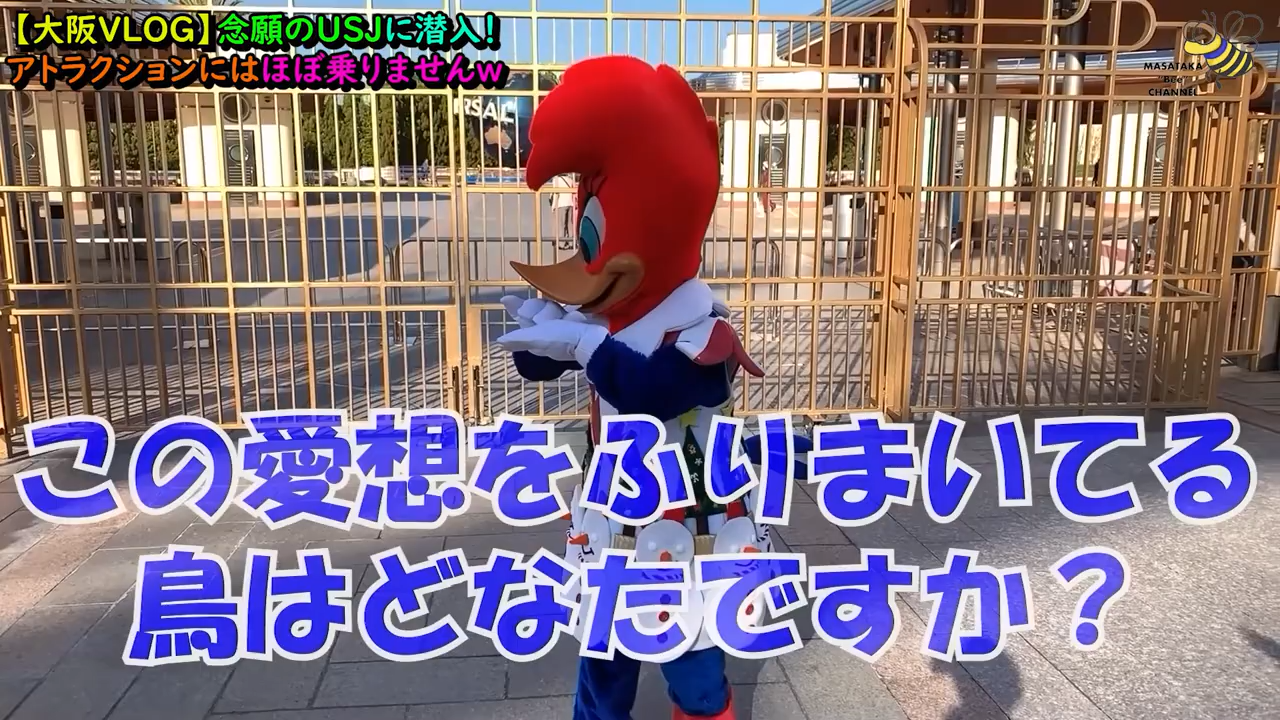 【大阪VLOG】念願のUSJに潜入！
アトラクションにはほぼ乗りませんw
MASATAKA
"Bee"
CHANNEL
RSAL
この愛想をふりまいてる
鳥はどなたですか？